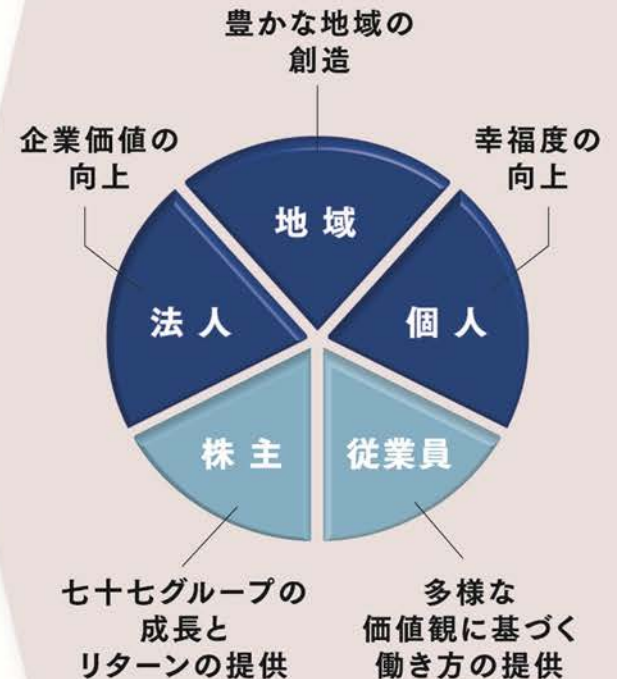 豊かな地域の
創造
企業価値の
向上
幸福度の
向上
地域
法人
個人
株主
従業員
七十七グループの
成長と
リターンの提供
多様な
価値観に基づく
働き方の提供